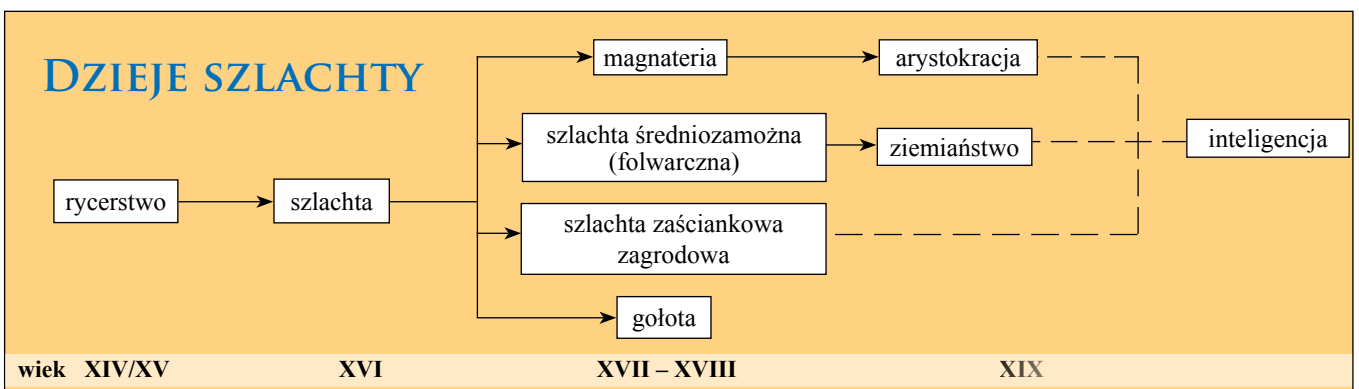 DZIEJE SZLACHTY
magnateria
arystokracja
szlachta średniozamożna
(folwarczna)
ziemiaństwo
inteligencja
rycerstwo
szlachta
szlachta zaściankowa
zagrodowa
gołota
wiek XIV/XV XVI XVII – XVIII XIX